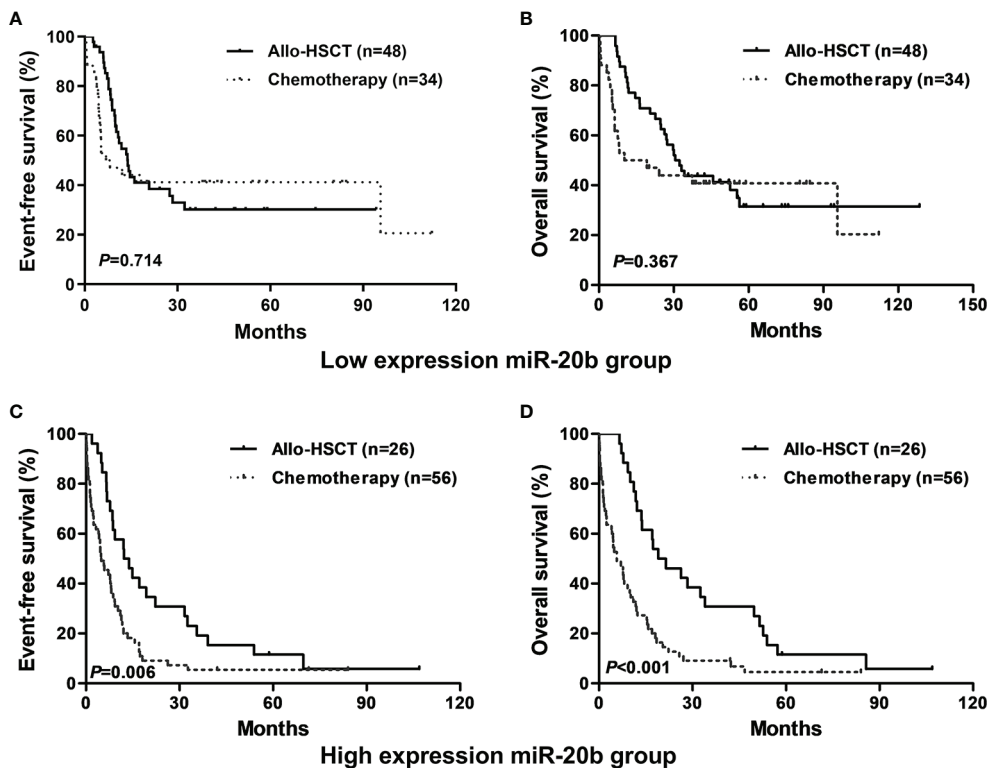 A
Event-free survival (%)
100
80
60
40
20
0
Allo-HSCT (n=48)
Chemotherapy (n=34)
P=0.714
0 30 60 90 120
Months
B
Overall survival (%)
100
80
60
40
20
0
Allo-HSCT (n=48)
Chemotherapy (n=34)
P=0.367
0 30 60 90 120 150
Months
Low expression miR-20b group
C
Event-free survival (%)
100
80
60
40
20
0
Allo-HSCT (n=26)
Chemotherapy (n=56)
P=0.006
0 30 60 90 120
Months
D
Overall survival (%)
100
80
60
40
20
0
Allo-HSCT (n=26)
Chemotherapy (n=56)
P<0.001
0 30 60 90 120
Months
High expression miR-20b group